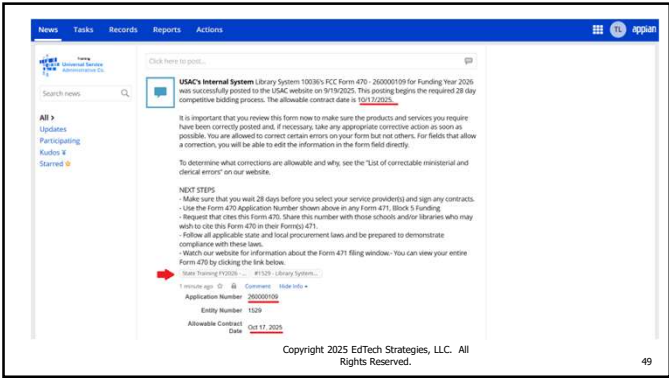 News Tasks Records Reports Actions
TL appian
Training
Universal Service
Administrative Co.
Click here to post...
Search news
All >
Updates
Participating
Kudos
Starred
USAC's Internal System Library System 10036's FCC Form 470 - 260000109 for Funding Year 2026
was successfully posted to the USAC website on 9/19/2025. This posting begins the required 28 day
competitive bidding process. The allowable contract date is 10/17/2025.
It is important that you review this form now to make sure the products and services you require
have been correctly posted and, if necessary, take any appropriate corrective action as soon as
possible. You are allowed to correct certain errors on your form but not others. For fields that allow
a correction, you will be able to edit the information in the form field directly.
To determine what corrections are allowable and why, see the "List of correctable ministerial and
clerical errors" on our website.
NEXT STEPS
- Make sure that you wait 28 days before you select your service provider(s) and sign any contracts.
- Use the Form 470 Application Number shown above in any Form 471, Block 5 Funding
- Request that cites this Form 470. Share this number with those schools and/or libraries who may
wish to cite this Form 470 in their Form(s) 471.
- Follow all applicable state and local procurement laws and be prepared to demonstrate
compliance with these laws.
- Watch our website for information about the Form 471 filing window.- You can view your entire
Form 470 by clicking the link below.
State Training FY2026 - ... #1529 - Library System...
1 minute ago Comment Hide Info
Application Number 260000109
Entity Number 1529
Allowable Contract
Date Oct 17, 2025
Copyright 2025 EdTech Strategies, LLC. All
Rights Reserved.
49